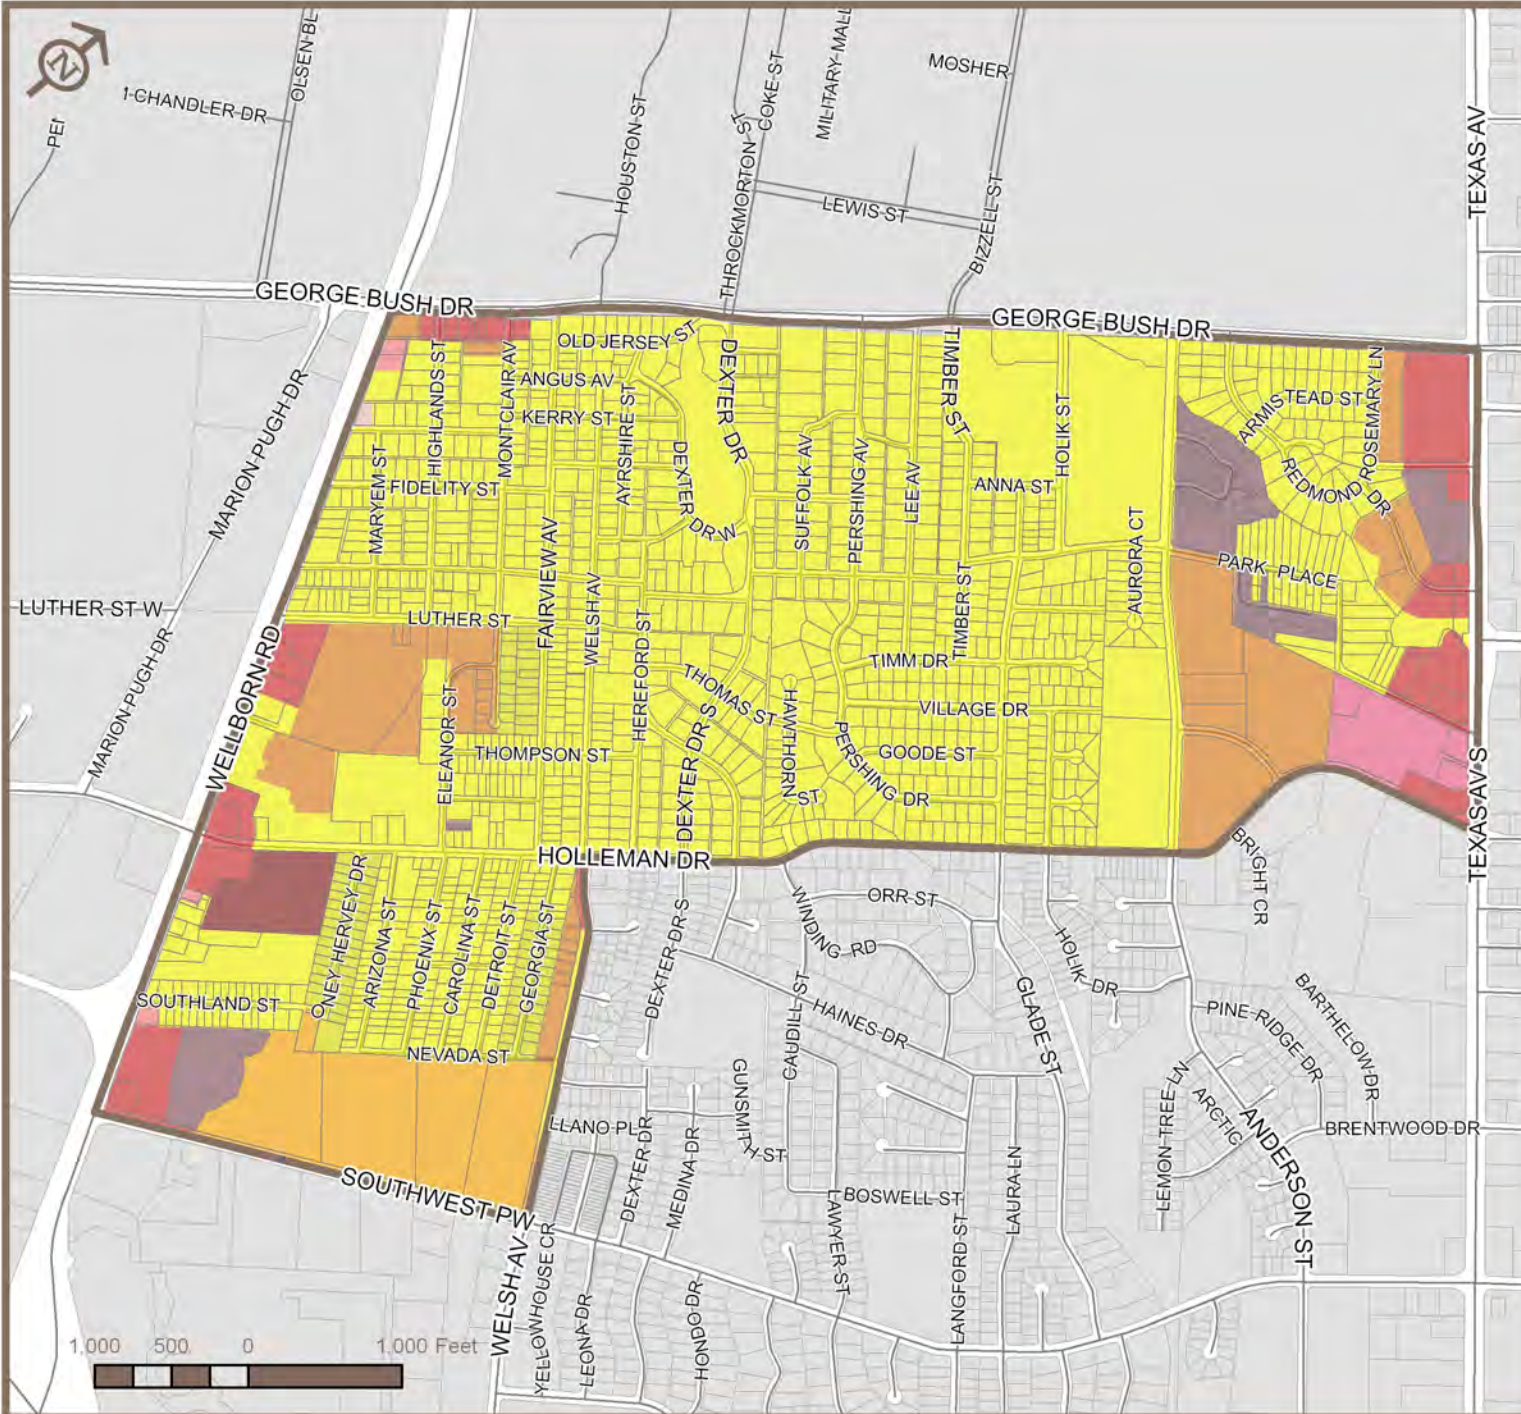 N
PEI
1 CHANDLER DR
OLSEN BL
HOUSTON ST
THROCKMORTON ST
COKE ST
MILITARY MALL
MOSHER
LEWIS ST
BIZZELL ST
TEXAS AV
GEORGE BUSH DR
GEORGE BUSH DR
MARION PUGH DR
OLD JERSEY ST
ANGUS AV
KERRY ST
HIGHLANDS ST
MONTCLAIR AV
AYRSHIRE ST
DEXTER DR W
DEXTER DR
SUFFOLK AV
PERSHING AV
LEE AV
TIMBER ST
ANNA ST
HOLIK ST
ARMISTEAD ST
ROSEMARY LN
REDMOND DR
MARYEM ST
FIDELITY ST
FAIRVIEW AV
WELSH AV
AURORA CT
PARK PLACE
LUTHER ST W
MARION PUGH DR
LUTHER ST
HEREFORD ST
TIMBER ST
TIMM DR
THOMAS ST
HAWTHORN ST
VILLAGE DR
PERSHING DR
GOODE ST
WELLBORN RD
ELEANOR ST
THOMPSON ST
DEXTER DR S
TEXAS AV S
HOLLEMAN DR
BRIGHT CR
ONEY HERVEY DR
ARIZONA ST
PHOENIX ST
CAROLINA ST
DETROIT ST
GEORGIA ST
WINDING RD
ORR ST
DEXTER DR S
HOLIK DR
CAUDILL ST
HAINES DR
GLADE ST
SOUTHLAND ST
PINE RIDGE DR
BARTHELOW DR
NEVADA ST
GUNSMITH ST
LEMON TREE LN
ARCTIC
ANDERSON ST
BRENTWOOD DR
LLANO PL
DEXTER DR
MEDINA DR
SOUTHWEST PW
BOSWELL ST
LAWYER ST
LANGFORD ST
LAURA LN
WELSH AV
YELLOWHOUSE CR
LEONA DR
HONDO DR
1,000 500 0 1,000 Feet